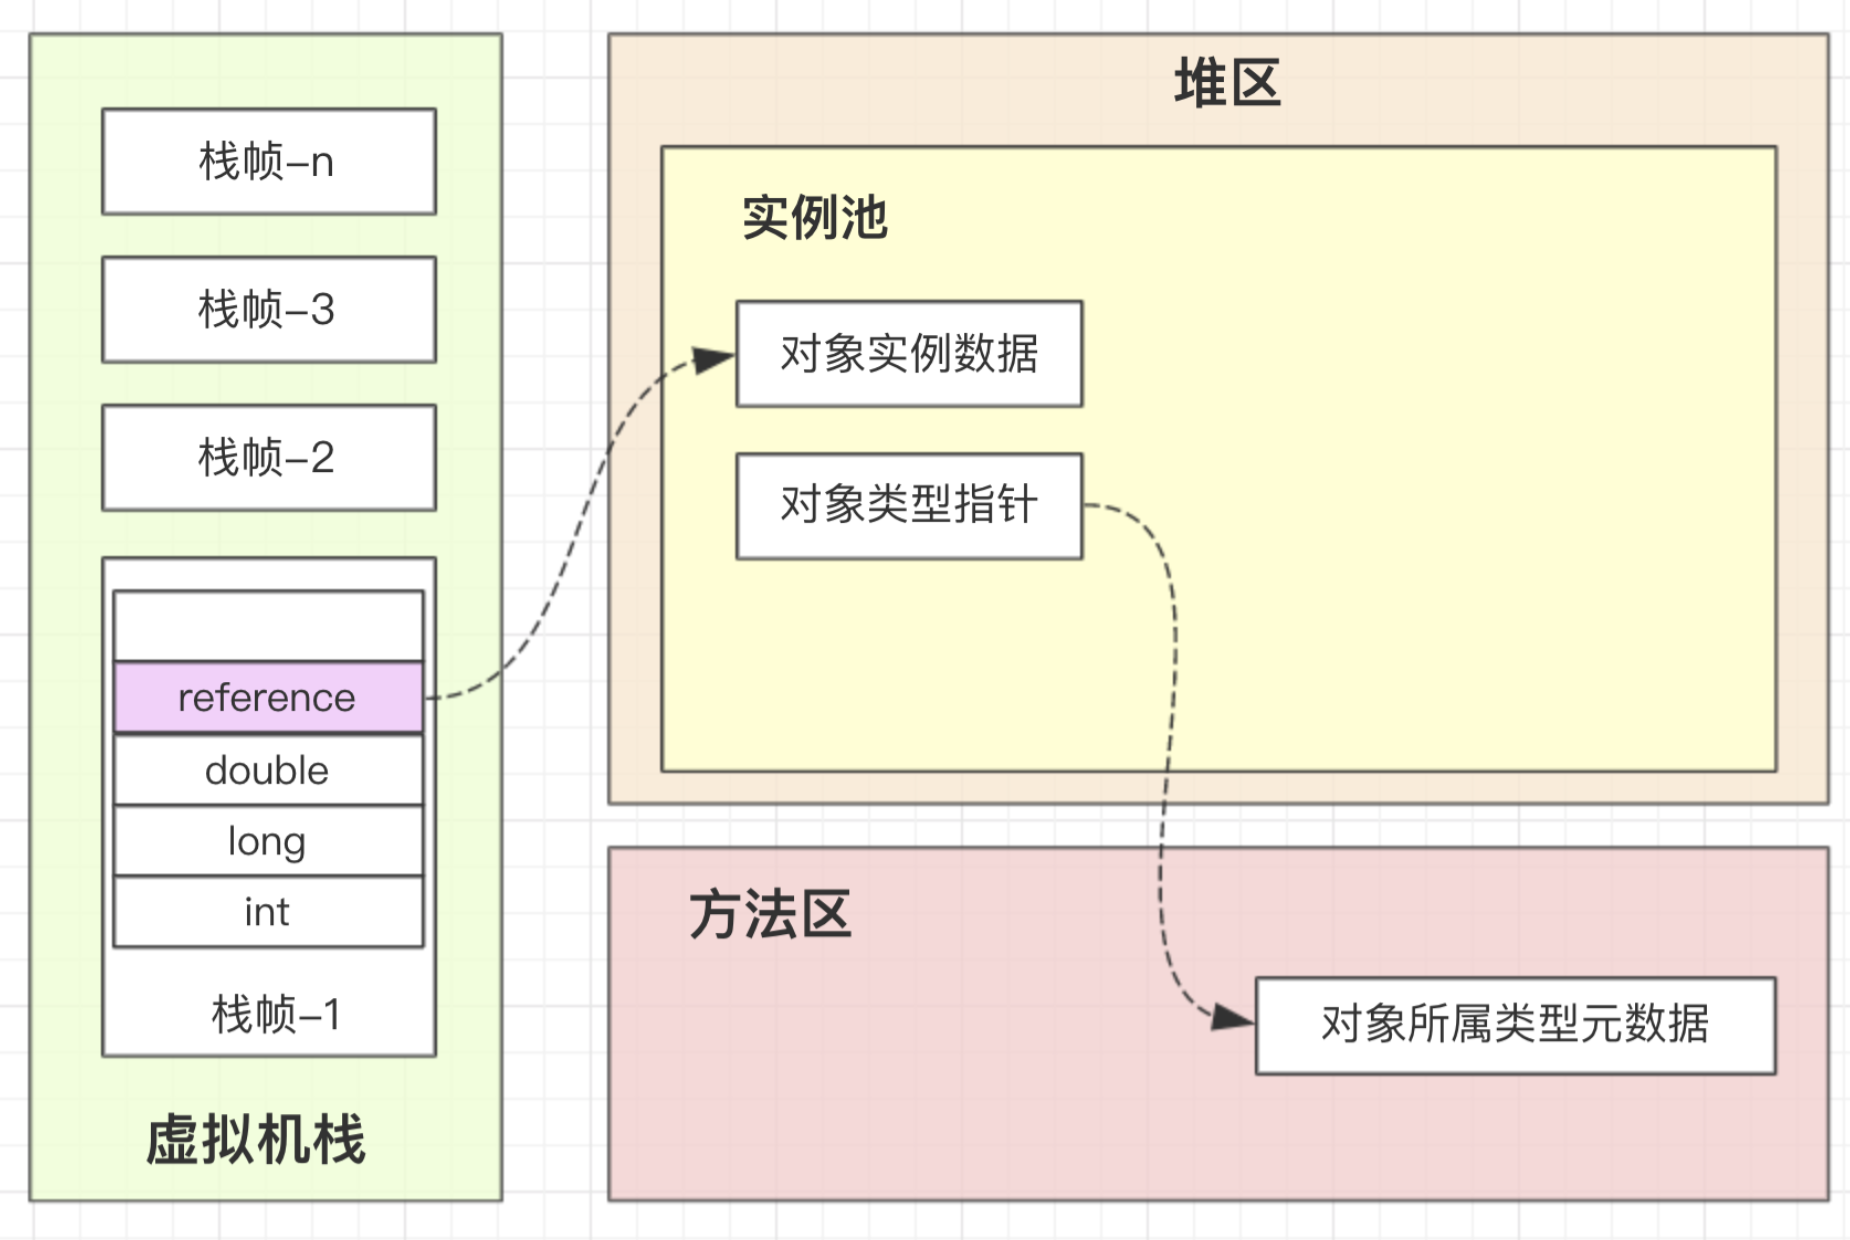 栈帧-n
栈帧-3
栈帧-2
reference
double
long
int
栈帧-1
虚拟机栈
堆区
实例池
对象实例数据
对象类型指针
方法区
对象所属类型元数据